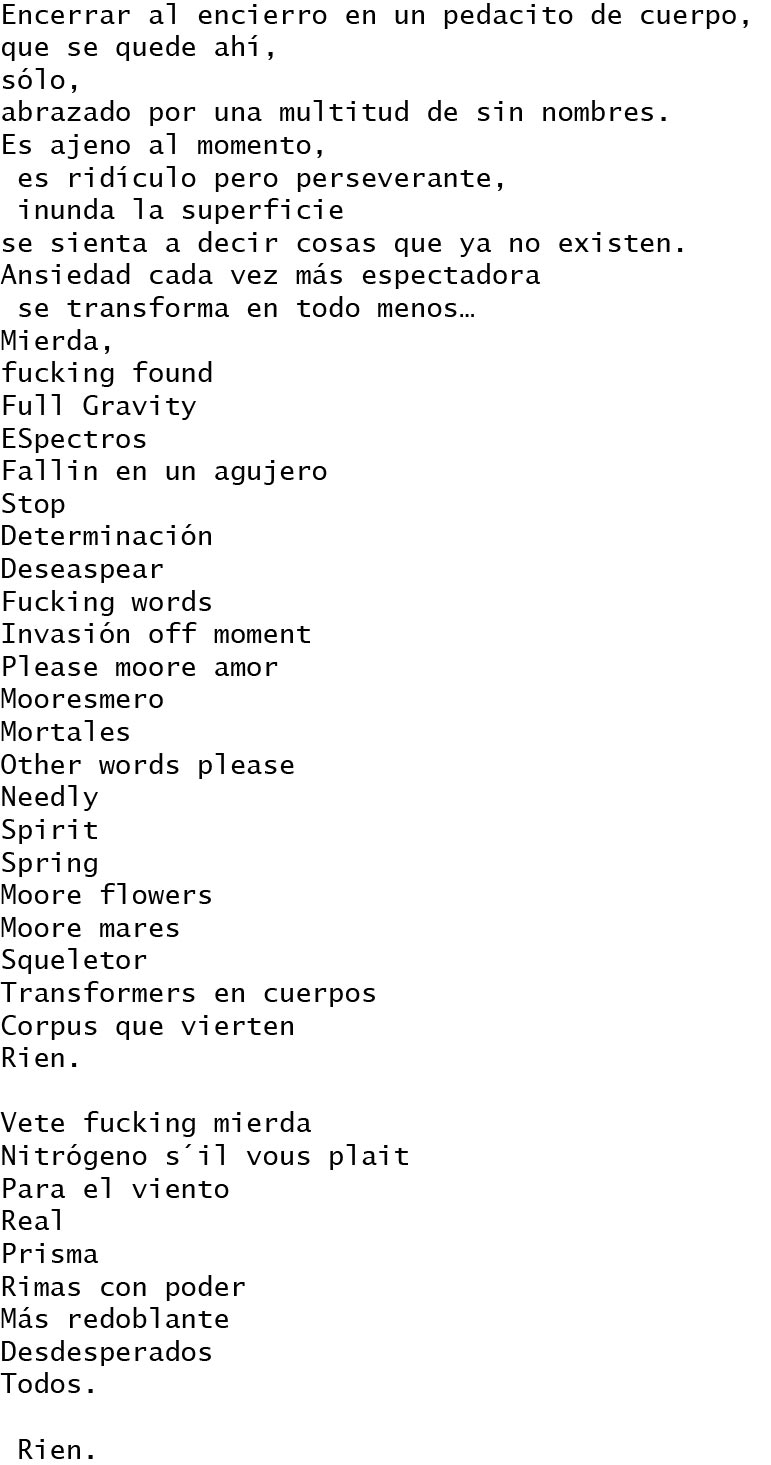 Encerrar al encierro en un pedacito de cuerpo,
que se quede ahí,
sólo,
abrazado por una multitud de sin nombres.
Es ajeno al momento,
es ridículo pero perseverante,
inunda la superficie
se sienta a decir cosas que ya no existen.
Ansiedad cada vez más espectadora
se transforma en todo menos…
Mierda,
fucking found
Full Gravity
ESpectros
Fallin en un agujero
Stop
Determinación
Deseaspear
Fucking words
Invasión off moment
Please moore amor
Mooresmero
Mortales
Other words please
Needly
Spirit
Spring
Moore flowers
Moore mares
Squeletor
Transformers en cuerpos
Corpus que vierten
Rien.

Vete fucking mierda
Nitrógeno s´il vous plait
Para el viento
Real
Prisma
Rimas con poder
Más redoblante
Desdesperados
Todos.

Rien.